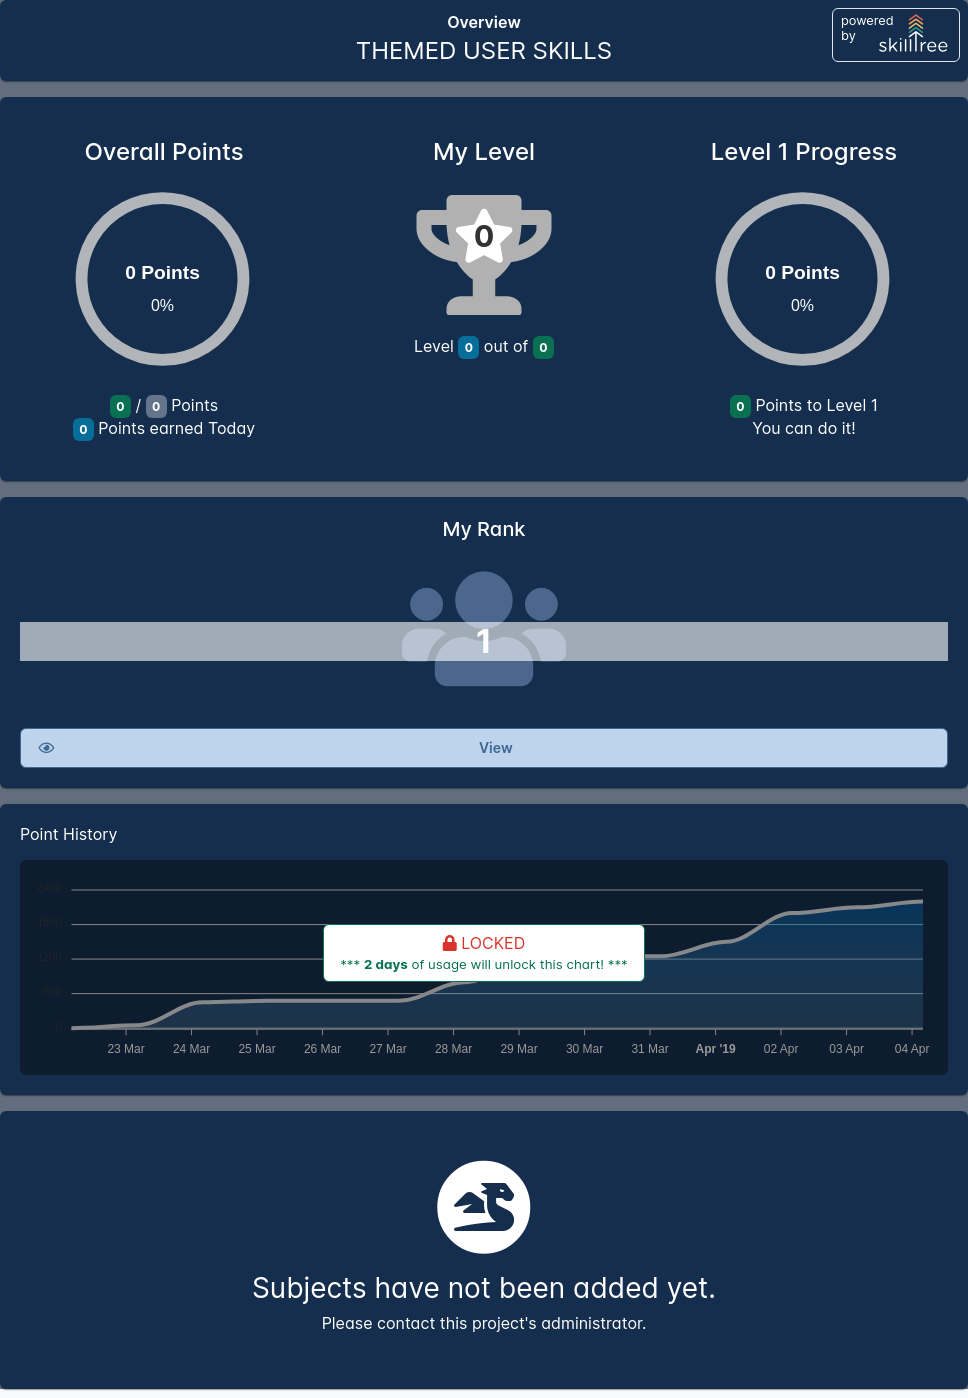 Overview
THEMED USER SKILLS
powered
by
skilltree
Overall Points
My Level
Level 1 Progress
0 Points
0%
0
0 Points
0%
Level 0 out of 0
0 / 0 Points
0 Points earned Today
0 Points to Level 1
You can do it!
My Rank
1
View
Point History
2400
1800
1200
600
0
LOCKED
*** 2 days of usage will unlock this chart! ***
23 Mar 24 Mar 25 Mar 26 Mar 27 Mar 28 Mar 29 Mar 30 Mar 31 Mar Apr '19 02 Apr 03 Apr 04 Apr
Subjects have not been added yet.
Please contact this project's administrator.